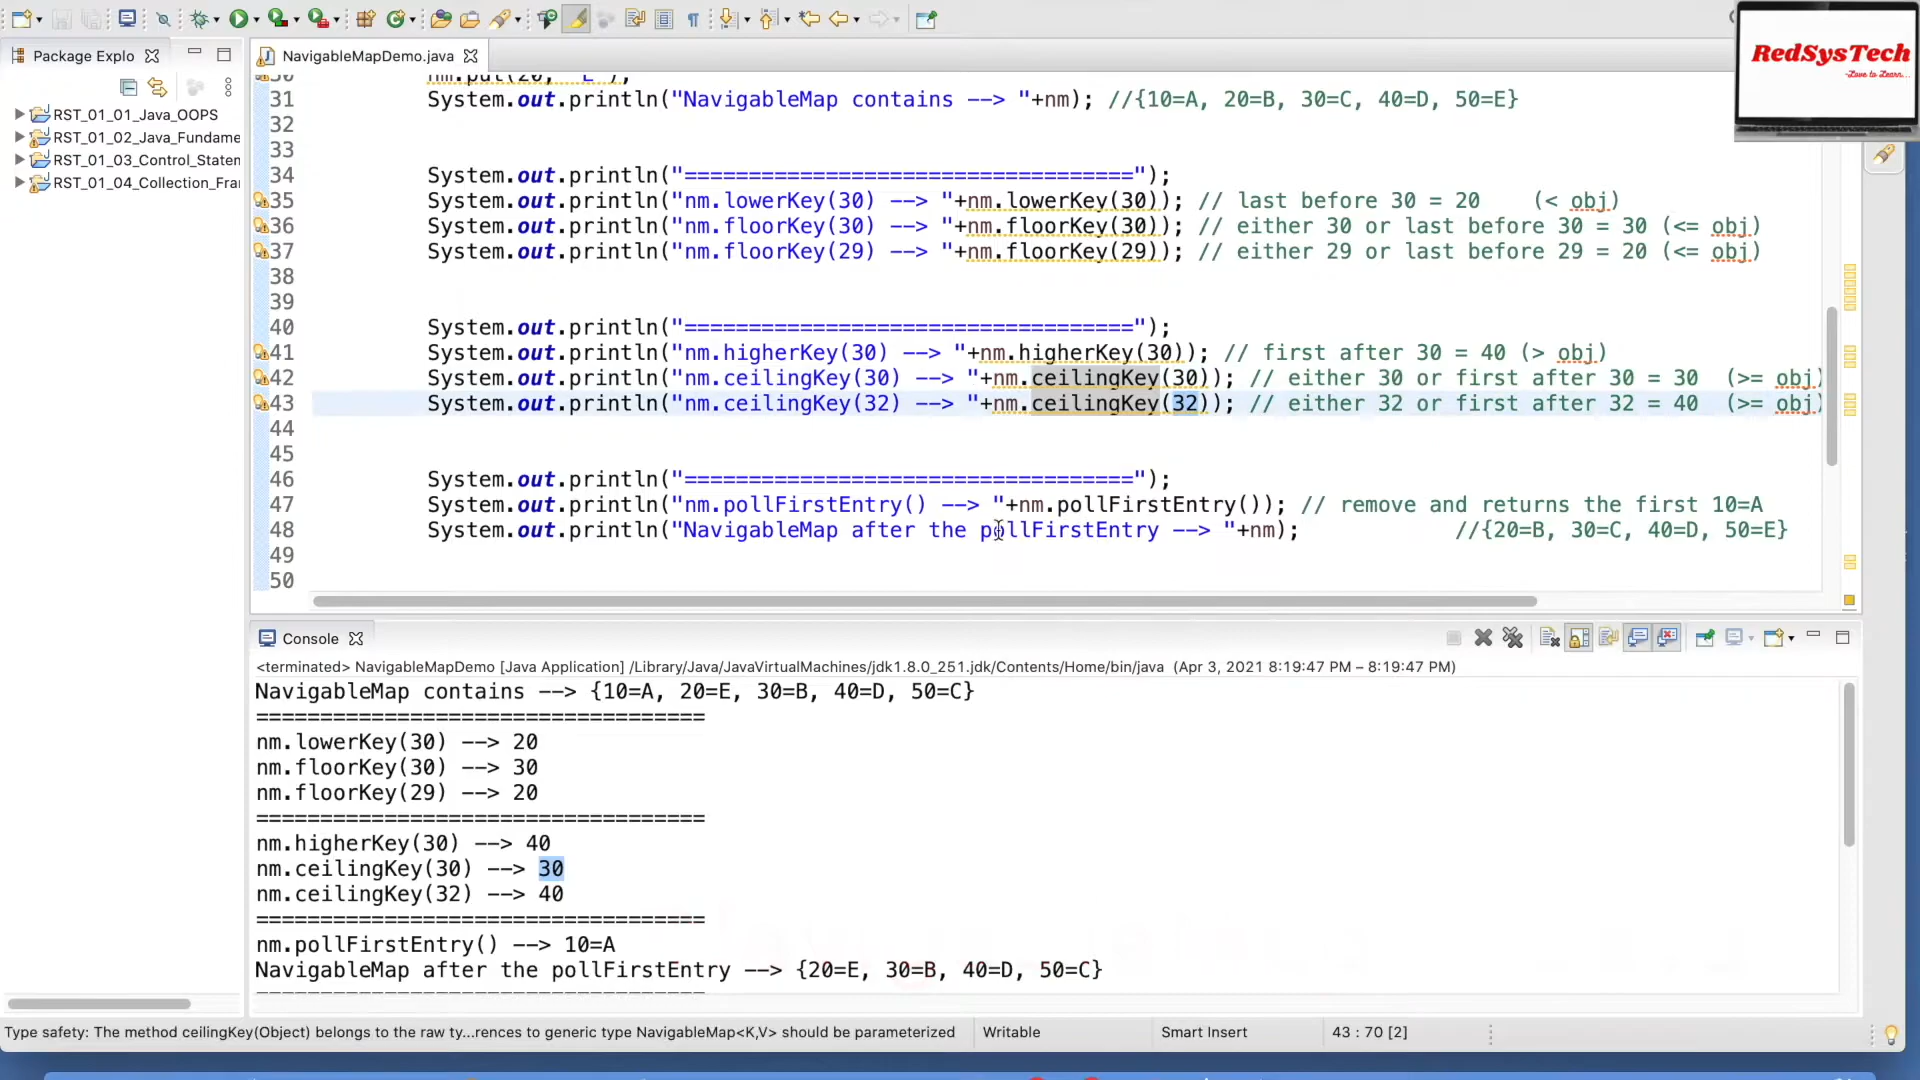 RedSysTech
-Love to Learn...
Package Explo
NavigableMapDemo.java
RST_01_01_Java_OOPS
RST_01_02_Java_Fundame
RST_01_03_Control_Staten
RST_01_04_Collection_Fra
30 nm.put(20, "E");
31 System.out.println("NavigableMap contains --> "+nm); //{10=A, 20=B, 30=C, 40=D, 50=E}
32
33
34 System.out.println("===================================");
35 System.out.println("nm.lowerKey(30) --> "+nm.lowerKey(30)); // last before 30 = 20 (< obj)
36 System.out.println("nm.floorKey(30) --> "+nm.floorKey(30)); // either 30 or last before 30 = 30 (<= obj)
37 System.out.println("nm.floorKey(29) --> "+nm.floorKey(29)); // either 29 or last before 29 = 20 (<= obj)
38
39
40 System.out.println("===================================");
41 System.out.println("nm.higherKey(30) --> "+nm.higherKey(30)); // first after 30 = 40 (> obj)
42 System.out.println("nm.ceilingKey(30) --> "+nm.ceilingKey(30)); // either 30 or first after 30 = 30 (>= obj)
43 System.out.println("nm.ceilingKey(32) --> "+nm.ceilingKey(32)); // either 32 or first after 32 = 40 (>= obj)
44
45
46 System.out.println("===================================");
47 System.out.println("nm.pollFirstEntry() --> "+nm.pollFirstEntry()); // remove and returns the first 10=A
48 System.out.println("NavigableMap after the pollFirstEntry --> "+nm); //{20=B, 30=C, 40=D, 50=E}
49
50
Console
<terminated> NavigableMapDemo [Java Application] /Library/Java/JavaVirtualMachines/jdk1.8.0_251.jdk/Contents/Home/bin/java (Apr 3, 2021 8:19:47 PM – 8:19:47 PM)
NavigableMap contains --> {10=A, 20=E, 30=B, 40=D, 50=C}
===================================
nm.lowerKey(30) --> 20
nm.floorKey(30) --> 30
nm.floorKey(29) --> 20
===================================
nm.higherKey(30) --> 40
nm.ceilingKey(30) --> 30
nm.ceilingKey(32) --> 40
===================================
nm.pollFirstEntry() --> 10=A
NavigableMap after the pollFirstEntry --> {20=E, 30=B, 40=D, 50=C}
===================================
Type safety: The method ceilingKey(Object) belongs to the raw ty...rences to generic type NavigableMap<K,V> should be parameterized
Writable
Smart Insert
43 : 70 [2]